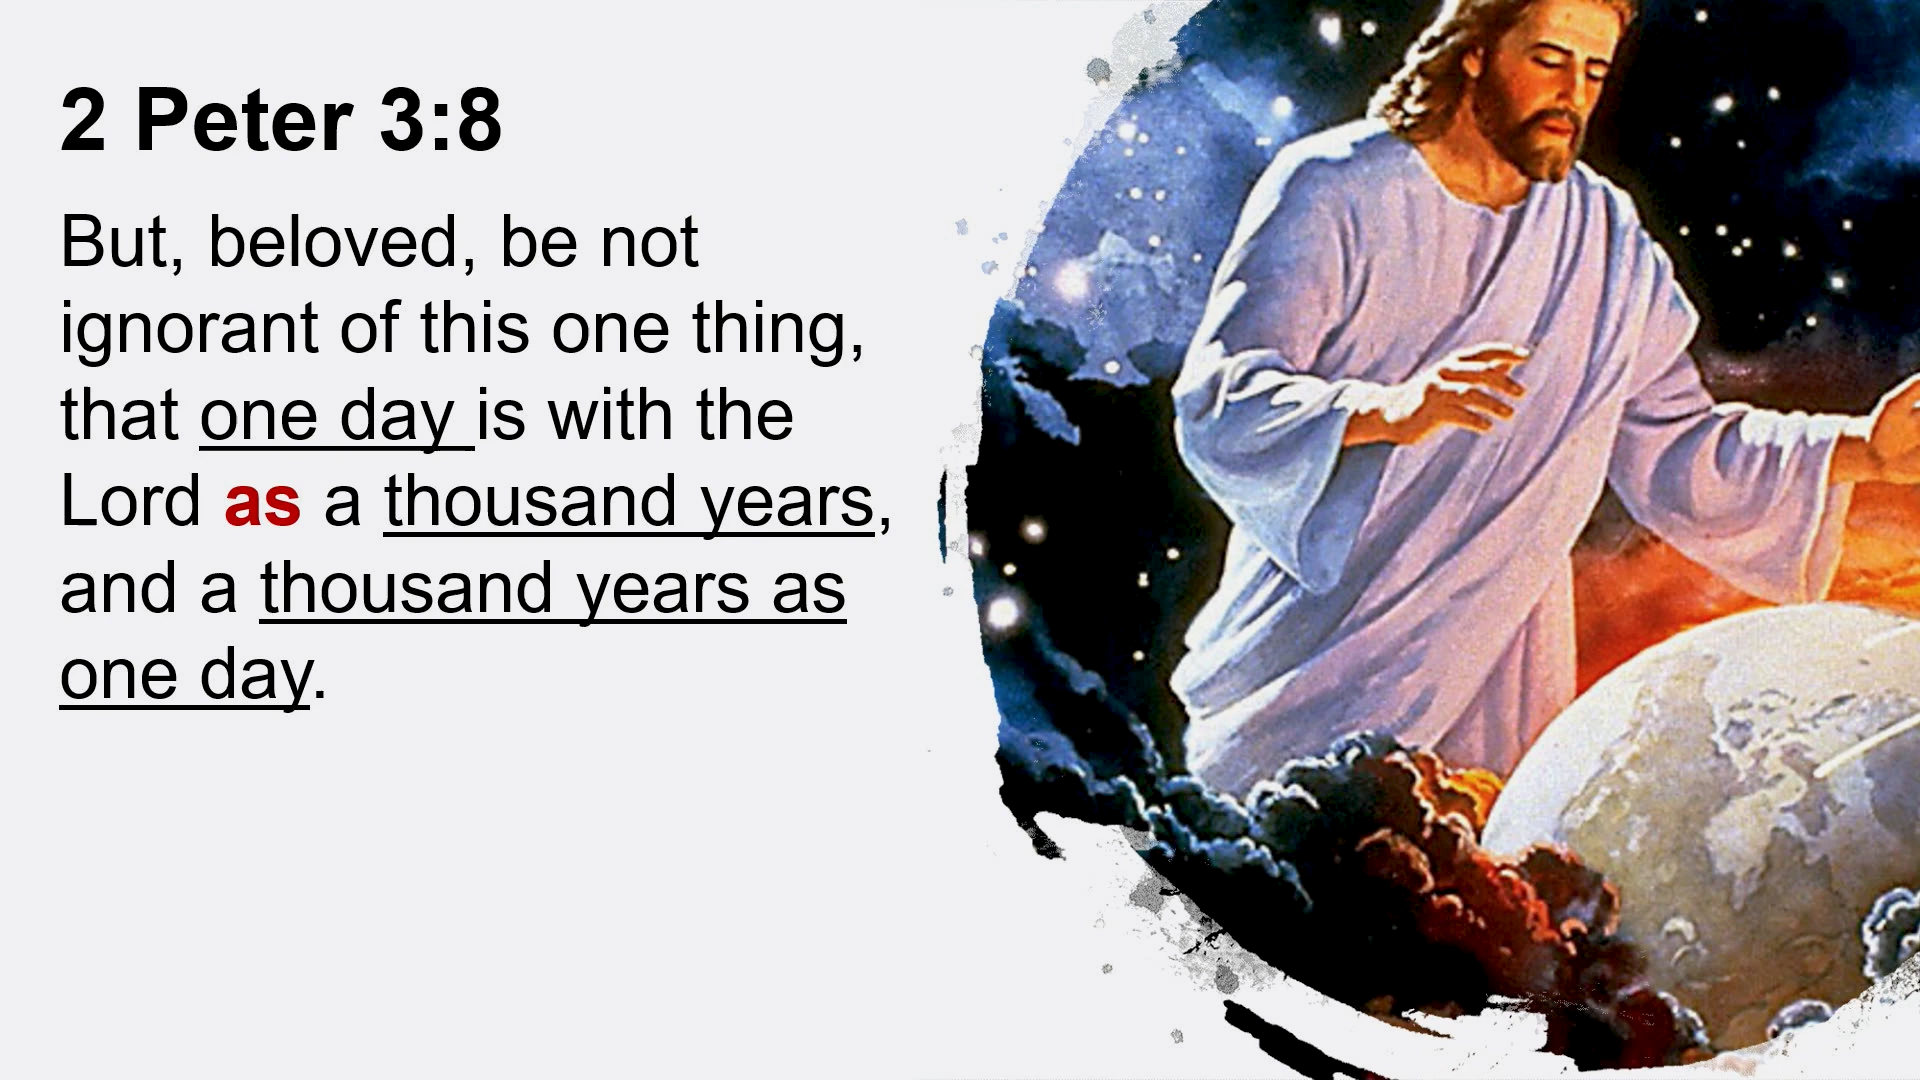 2 Peter 3:8
But, beloved, be not
ignorant of this one thing,
that one day is with the
Lord as a thousand years,
and a thousand years as
one day.